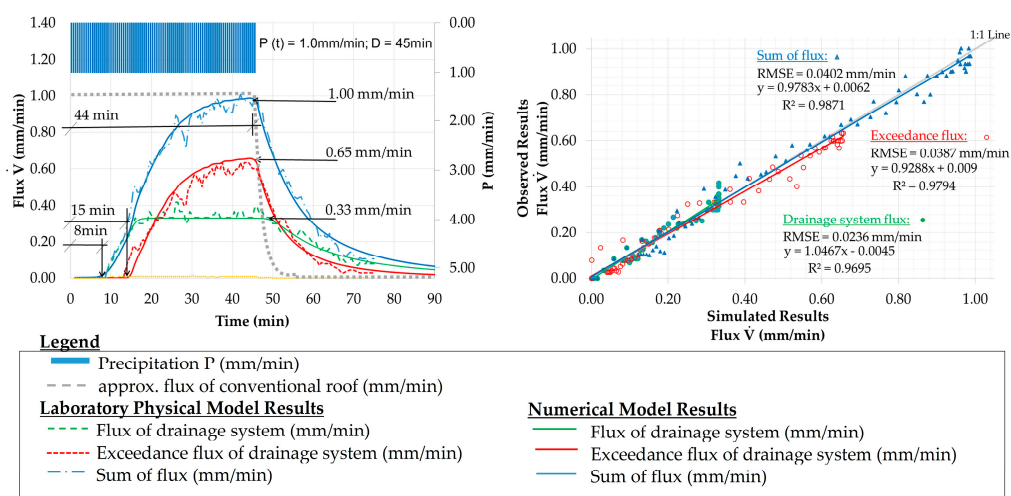 1.40
1.20
1.00
0.80
0.60
0.40
0.20
0.00
Flux V̇ (mm/min)
0.00
1.00
2.00
3.00
4.00
5.00
P (mm/min)
P (t) = 1.0mm/min; D = 45min
1.00 mm/min
44 min
0.65 mm/min
0.33 mm/min
15 min
8min
0 10 20 30 40 50 60 70 80 90
Time (min)
1.00
0.80
0.60
0.40
0.20
0.00
Observed Results
Flux V̇ (mm/min)
1:1 Line
Sum of flux:
RMSE = 0.0402 mm/min
y = 0.9783x + 0.0062
R² = 0.9871
Exceedance flux:
RMSE = 0.0387 mm/min
y = 0.9288x + 0.009
R² – 0.9794
Drainage system flux:
RMSE = 0.0236 mm/min
y = 1.0467x - 0.0045
R² = 0.9695
0.00 0.20 0.40 0.60 0.80 1.00
Simulated Results
Flux V̇ (mm/min)
Legend
Precipitation P (mm/min)
approx. flux of conventional roof (mm/min)
Laboratory Physical Model Results
Flux of drainage system (mm/min)
Exceedance flux of drainage system (mm/min)
Sum of flux (mm/min)
Numerical Model Results
Flux of drainage system (mm/min)
Exceedance flux of drainage system (mm/min)
Sum of flux (mm/min)